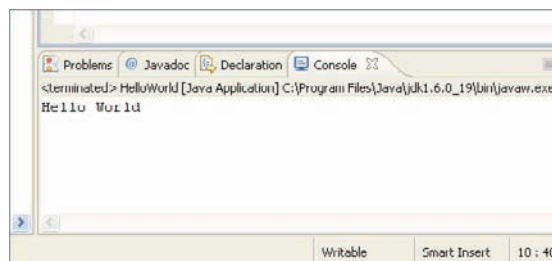 Problems @ Javadoc Declaration Console
<terminated> HelloWorld [Java Application] C:\Program Files\Java\jdk1.6.0_19\bin\javaw.exe
Hello World
Writable Smart Insert 10 : 40